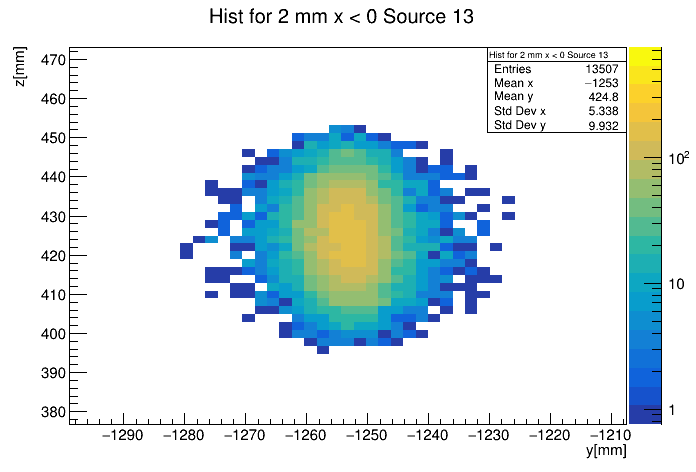 Hist for 2 mm x < 0 Source 13
z[mm]
470
460
450
440
430
420
410
400
390
380
Hist for 2 mm x < 0 Source 13
Entries 13507
Mean x −1253
Mean y 424.8
Std Dev x 5.338
Std Dev y 9.932
10²
10
1
−1290 −1280 −1270 −1260 −1250 −1240 −1230 −1220 −1210
y[mm]